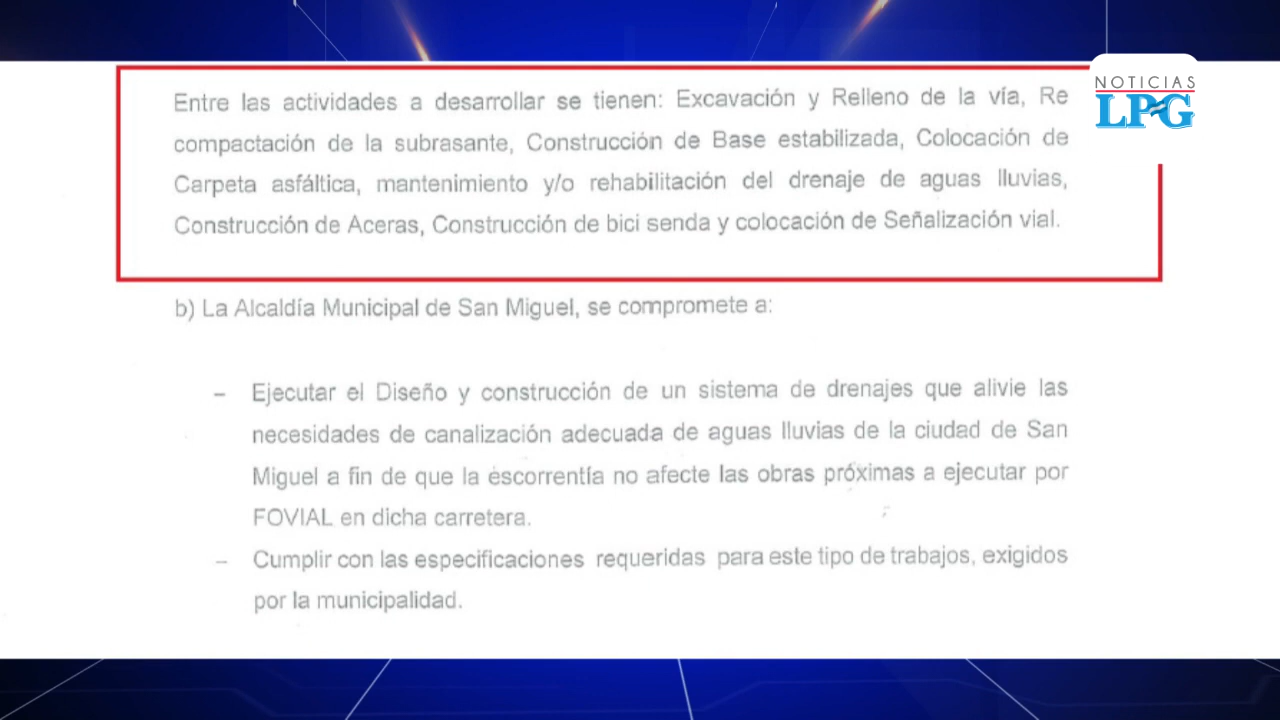 NOTICIAS
LPG
Entre las actividades a desarrollar se tienen: Excavación y Relleno de la vía, Re
compactación de la subrasante, Construcción de Base estabilizada, Colocación de
Carpeta asfáltica, mantenimiento y/o rehabilitación del drenaje de aguas lluvias,
Construcción de Aceras, Construcción de bici senda y colocación de Señalización vial.
b) La Alcaldía Municipal de San Miguel, se compromete a:
– Ejecutar el Diseño y construcción de un sistema de drenajes que alivie las
necesidades de canalización adecuada de aguas lluvias de la ciudad de San
Miguel a fin de que la escorrentía no afecte las obras próximas a ejecutar por
FOVIAL en dicha carretera.
– Cumplir con las especificaciones requeridas para este tipo de trabajos, exigidos
por la municipalidad.